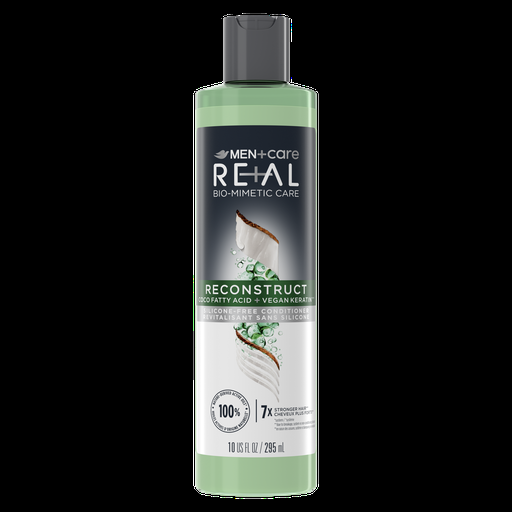 MEN+care
RE+AL
BIO-MIMETIC CARE
RECONSTRUCT
COCO FATTY ACID + VEGAN KERATIN
SILICONE-FREE CONDITIONER
REVITALISANT SANS SILICONE
100%
7x STRONGER HAIR*
CHEVEUX PLUS FORTS*
10 US FL OZ / 295 mL